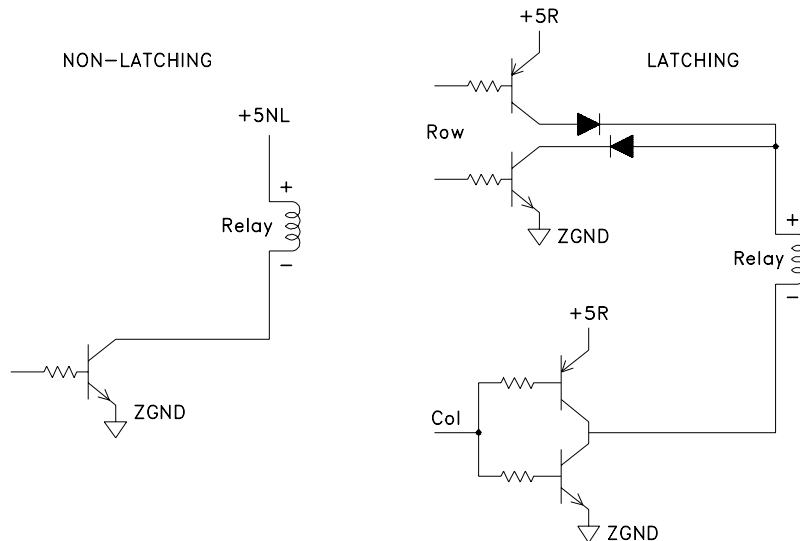 NON-LATCHING
+5NL
+
Relay
−
ZGND
+5R
LATCHING
Row
ZGND
+
Relay
−
+5R
Col
ZGND